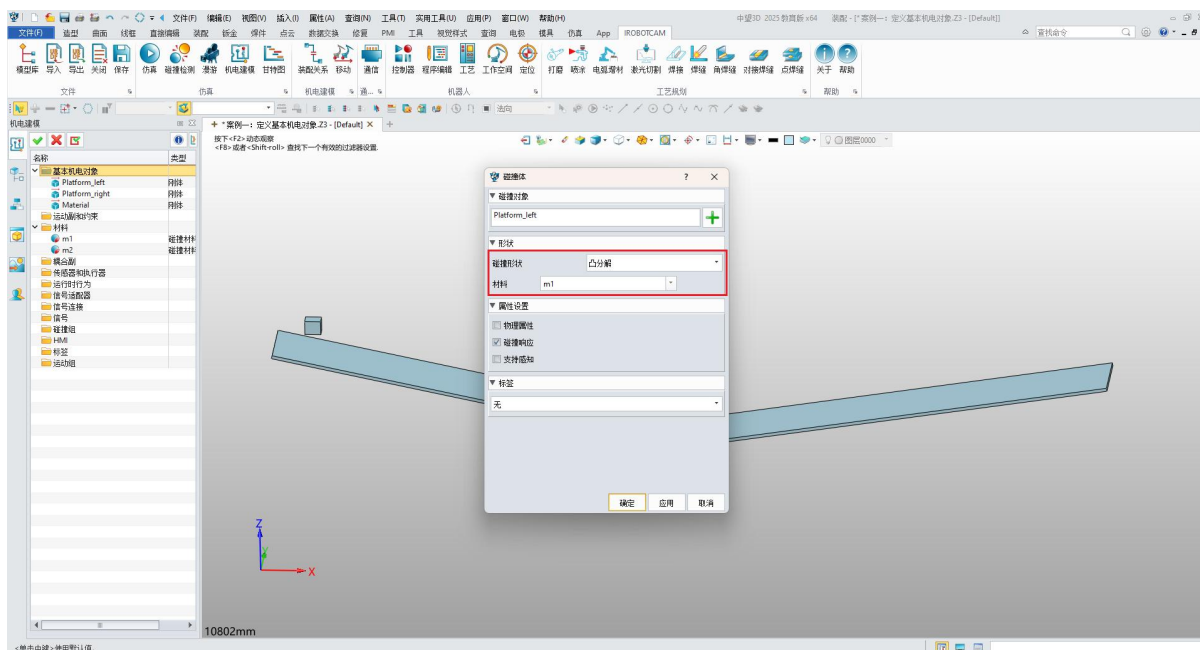 文件(F) 编辑(E) 视图(V) 插入(I) 属性(A) 查询(N) 工具(T) 实用工具(U) 应用(P) 窗口(W) 帮助(H) 中望3D 2025 教育版 x64 装配 - [* 案例一：定义基本机电对象.Z3 - [Default]]
文件(F) 造型 曲面 线框 直接编辑 装配 钣金 焊件 点云 数据交换 修复 PMI 工具 视觉样式 查询 电极 模具 仿真 App IROBOTCAM 查找命令
模型库 导入 导出 关闭 保存 仿真 碰撞检测 漫游 机电建模 甘特图 装配关系 移动 通信 控制器 程序编辑 工艺 工作空间 定位 打磨 喷涂 电弧增材 激光切割 焊接 焊缝 角焊缝 对接焊缝 点焊缝 关于 帮助
文件 仿真 机电建模 通... 机器人 工艺规划 帮助
法向
机电建模
+ * 案例一：定义基本机电对象.Z3 - [Default] × +
按下<F2>动态观察
<F8> 或者<Shift-roll> 查找下一个有效的过滤器设置.
图层0000
名称 类型
基本机电对象
Platform_left 刚体
Platform_right 刚体
Material 刚体
运动副和约束
材料
m1 碰撞材料
m2 碰撞材料
耦合副
传感器和执行器
运行时行为
信号适配器
信号连接
信号
碰撞组
HMI
标签
运动组
碰撞体 ? ×
▼ 碰撞对象
Platform_left
▼ 形状
碰撞形状 凸分解
材料 m1
▼ 属性设置
物理属性
碰撞响应
支持感知
▼ 标签
无
确定 应用 取消
Z
Y
X
10802mm
<单击中键>使用默认值.